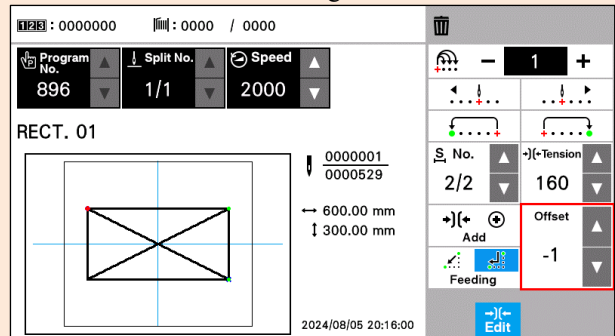 123 : 0000000 : 0000 / 0000
Program No.
896
Split No.
1/1
Speed
2000
RECT. 01
0000001
0000529
↔ 600.00 mm
↕ 300.00 mm
2024/08/05 20:16:00
− 1 +
S No.
2/2
Tension
160
Add
Feeding
Offset
-1
Edit